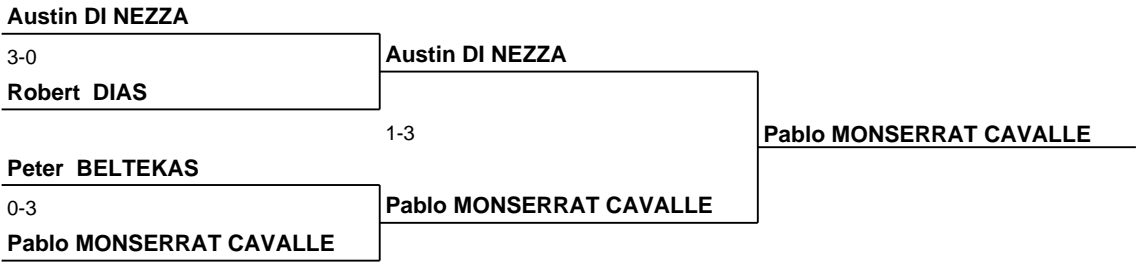 Austin DI NEZZA
3-0
Austin DI NEZZA
Robert DIAS
1-3
Pablo MONSERRAT CAVALLE
Peter BELTEKAS
0-3
Pablo MONSERRAT CAVALLE
Pablo MONSERRAT CAVALLE